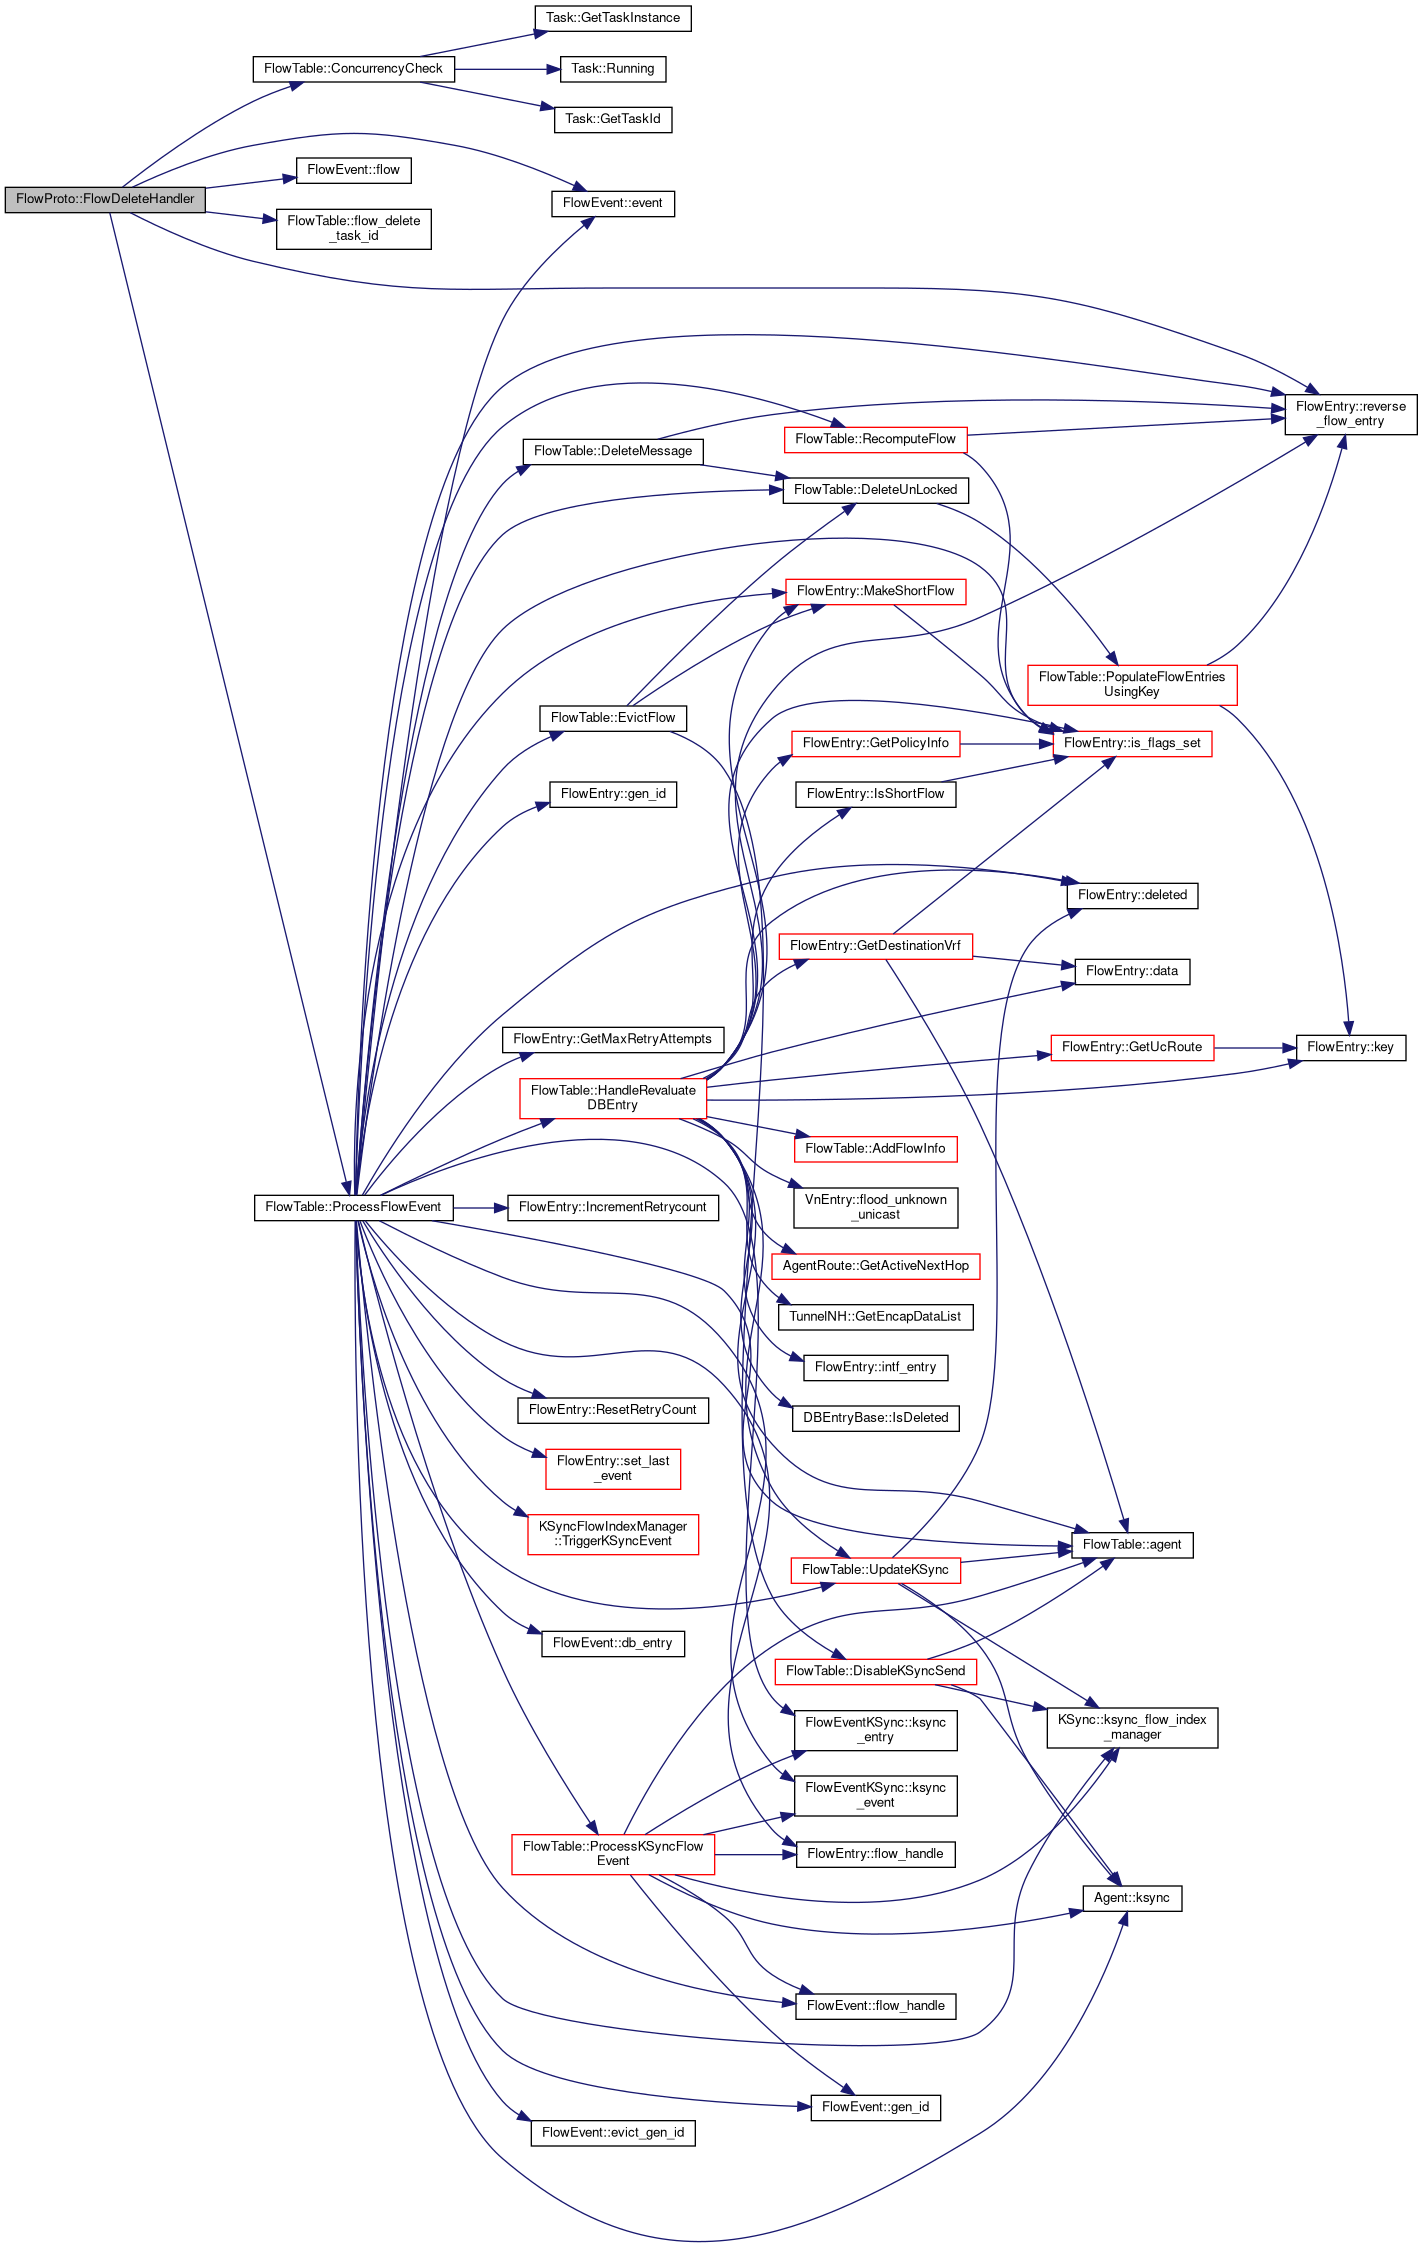 Task::GetTaskInstance
FlowTable::ConcurrencyCheck
Task::Running
Task::GetTaskId
FlowEvent::flow
FlowProto::FlowDeleteHandler
FlowEvent::event
FlowTable::flow_delete
_task_id
FlowEntry::reverse
_flow_entry
FlowTable::RecomputeFlow
FlowTable::DeleteMessage
FlowTable::DeleteUnLocked
FlowEntry::MakeShortFlow
FlowTable::PopulateFlowEntries
UsingKey
FlowTable::EvictFlow
FlowEntry::GetPolicyInfo
FlowEntry::is_flags_set
FlowEntry::gen_id
FlowEntry::IsShortFlow
FlowEntry::deleted
FlowEntry::GetDestinationVrf
FlowEntry::data
FlowEntry::GetMaxRetryAttempts
FlowEntry::GetUcRoute
FlowEntry::key
FlowTable::HandleRevaluate
DBEntry
FlowTable::AddFlowInfo
FlowTable::ProcessFlowEvent
FlowEntry::IncrementRetrycount
VnEntry::flood_unknown
_unicast
AgentRoute::GetActiveNextHop
TunnelNH::GetEncapDataList
FlowEntry::intf_entry
FlowEntry::ResetRetryCount
DBEntryBase::IsDeleted
FlowEntry::set_last
_event
KSyncFlowIndexManager
::TriggerKSyncEvent
FlowTable::agent
FlowTable::UpdateKSync
FlowEvent::db_entry
FlowTable::DisableKSyncSend
FlowEventKSync::ksync
_entry
KSync::ksync_flow_index
_manager
FlowEventKSync::ksync
_event
FlowTable::ProcessKSyncFlow
Event
FlowEntry::flow_handle
Agent::ksync
FlowEvent::flow_handle
FlowEvent::gen_id
FlowEvent::evict_gen_id